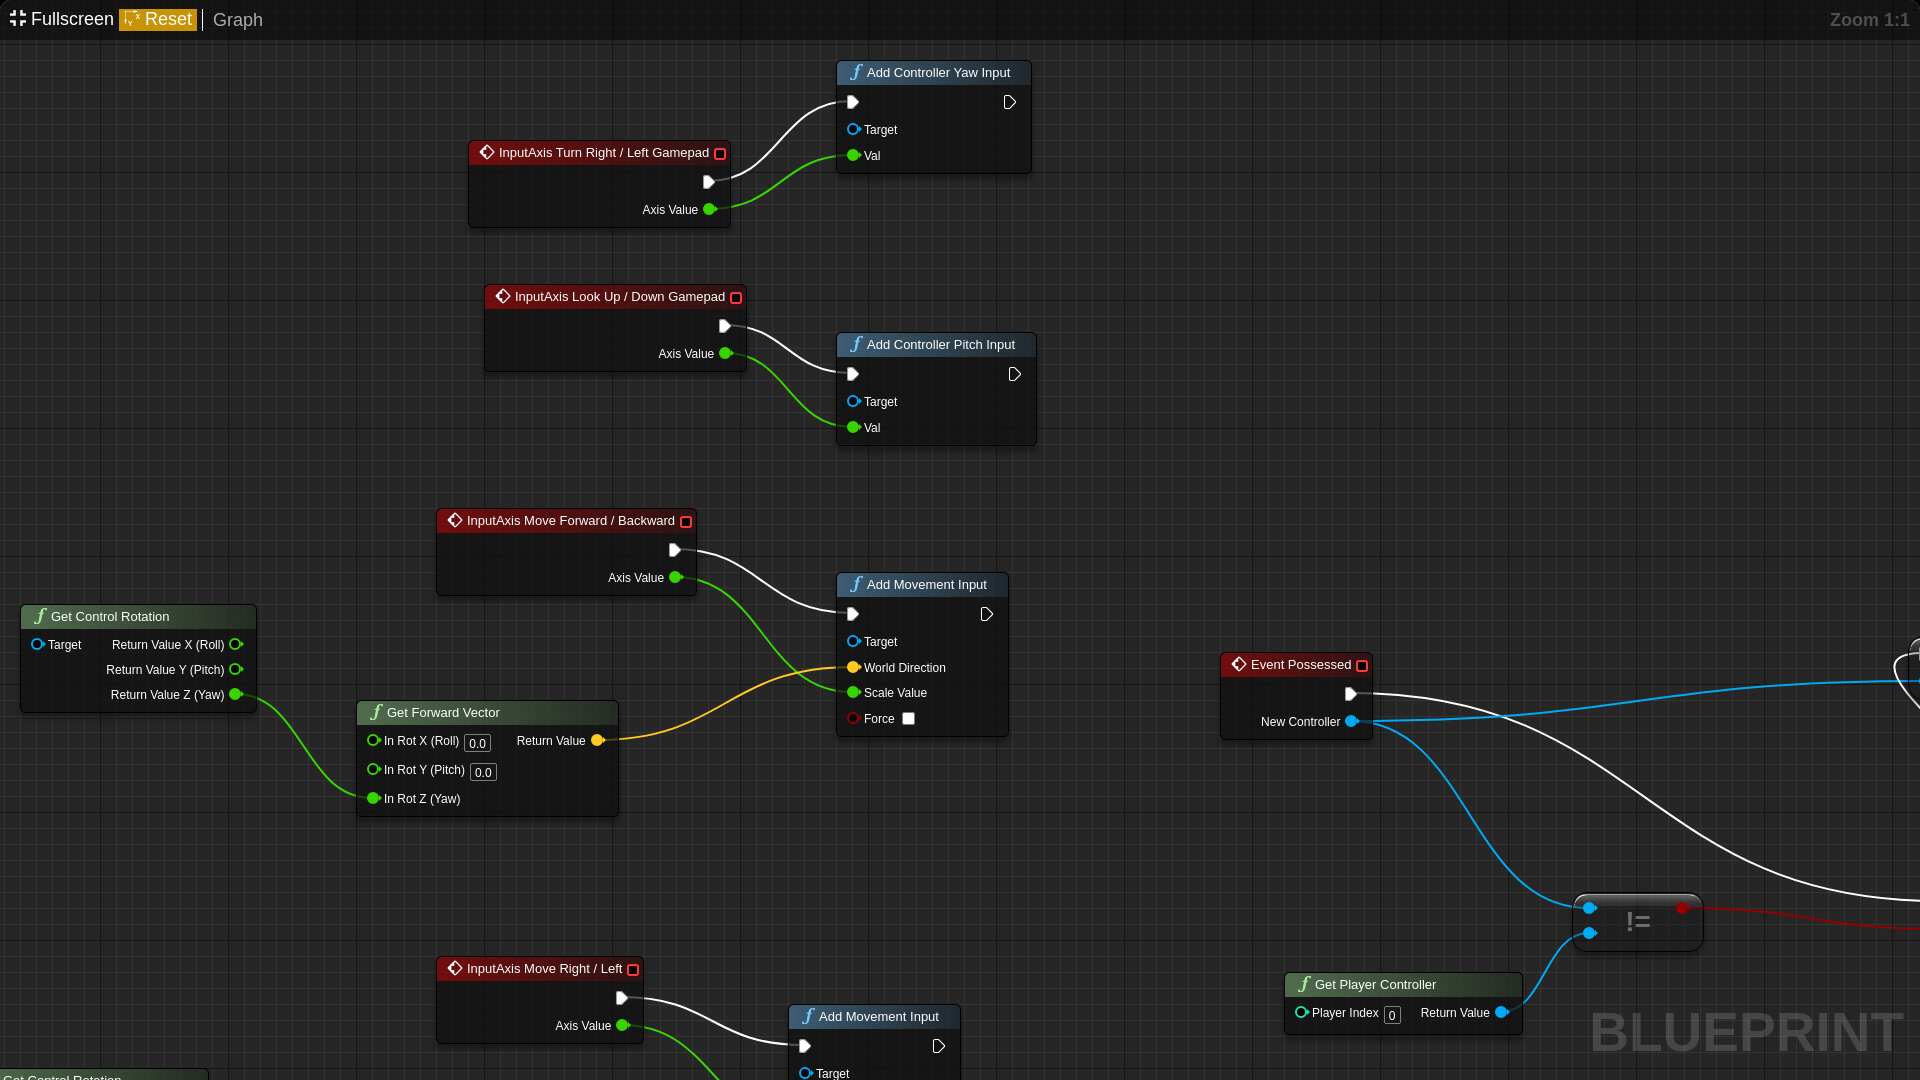 Fullscreen Reset Graph
Zoom 1:1
Add Controller Yaw Input
Target
Val
InputAxis Turn Right / Left Gamepad
Axis Value
InputAxis Look Up / Down Gamepad
Axis Value
Add Controller Pitch Input
Target
Val
InputAxis Move Forward / Backward
Axis Value
Add Movement Input
Target
World Direction
Scale Value
Force
Get Control Rotation
Target Return Value X (Roll)
Return Value Y (Pitch)
Return Value Z (Yaw)
Get Forward Vector
In Rot X (Roll) 0.0 Return Value
In Rot Y (Pitch) 0.0
In Rot Z (Yaw)
Event Possessed
New Controller
!=
Get Player Controller
Player Index 0 Return Value
InputAxis Move Right / Left
Axis Value
Add Movement Input
Target
Get Control Rotation
BLUEPRINT